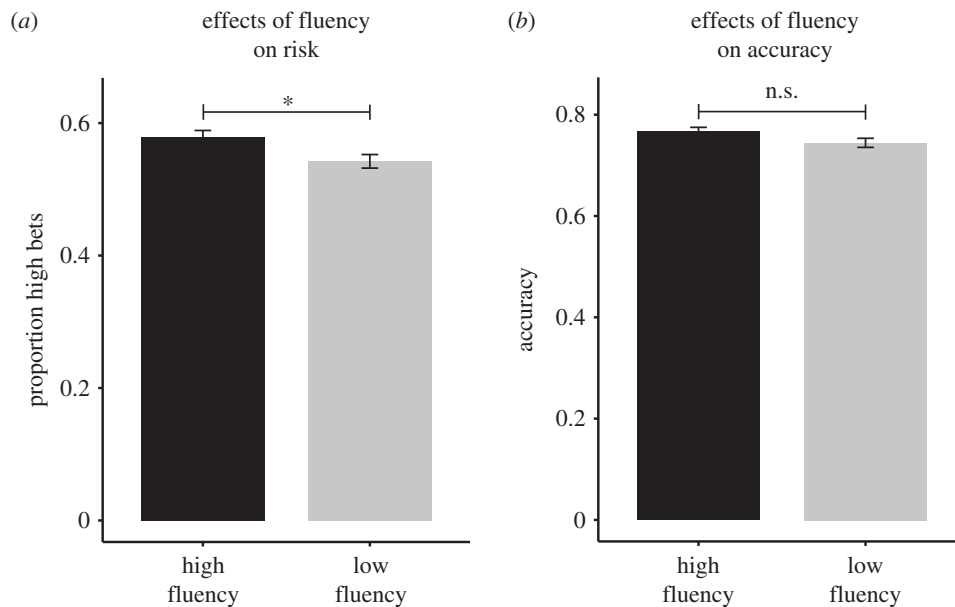 (a)
effects of fluency
on risk
*
0.6
0.4
0.2
0
proportion high bets
high
fluency
low
fluency
(b)
effects of fluency
on accuracy
n.s.
0.8
0.6
0.4
0.2
0
accuracy
high
fluency
low
fluency